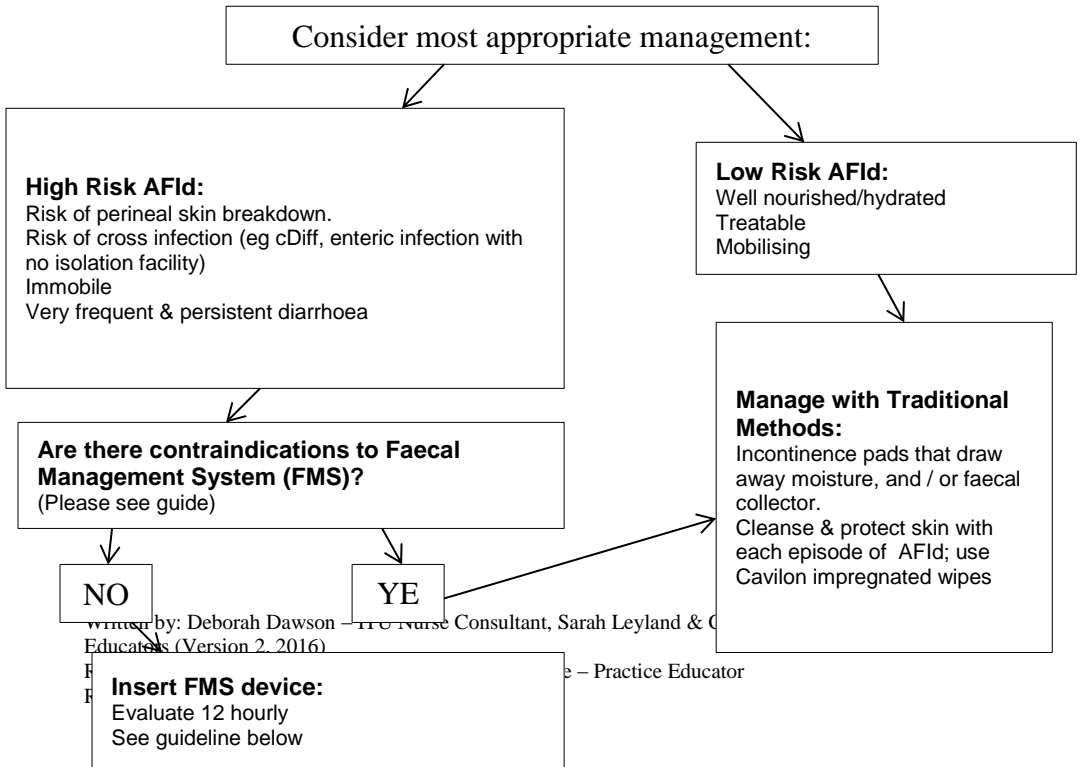 Consider most appropriate management:
High Risk AFId:
Risk of perineal skin breakdown.
Risk of cross infection (eg cDiff, enteric infection with
no isolation facility)
Immobile
Very frequent & persistent diarrhoea
Low Risk AFId:
Well nourished/hydrated
Treatable
Mobilising
Are there contraindications to Faecal
Management System (FMS)?
(Please see guide)
Manage with Traditional
Methods:
Incontinence pads that draw
away moisture, and / or faecal
collector.
Cleanse & protect skin with
each episode of AFId; use
Cavilon impregnated wipes
NO
YE
Written by: Deborah Dawson – ITU Nurse Consultant, Sarah Leyland &
Educators (Version 2, 2016)
– Practice Educator
Insert FMS device:
Evaluate 12 hourly
See guideline below